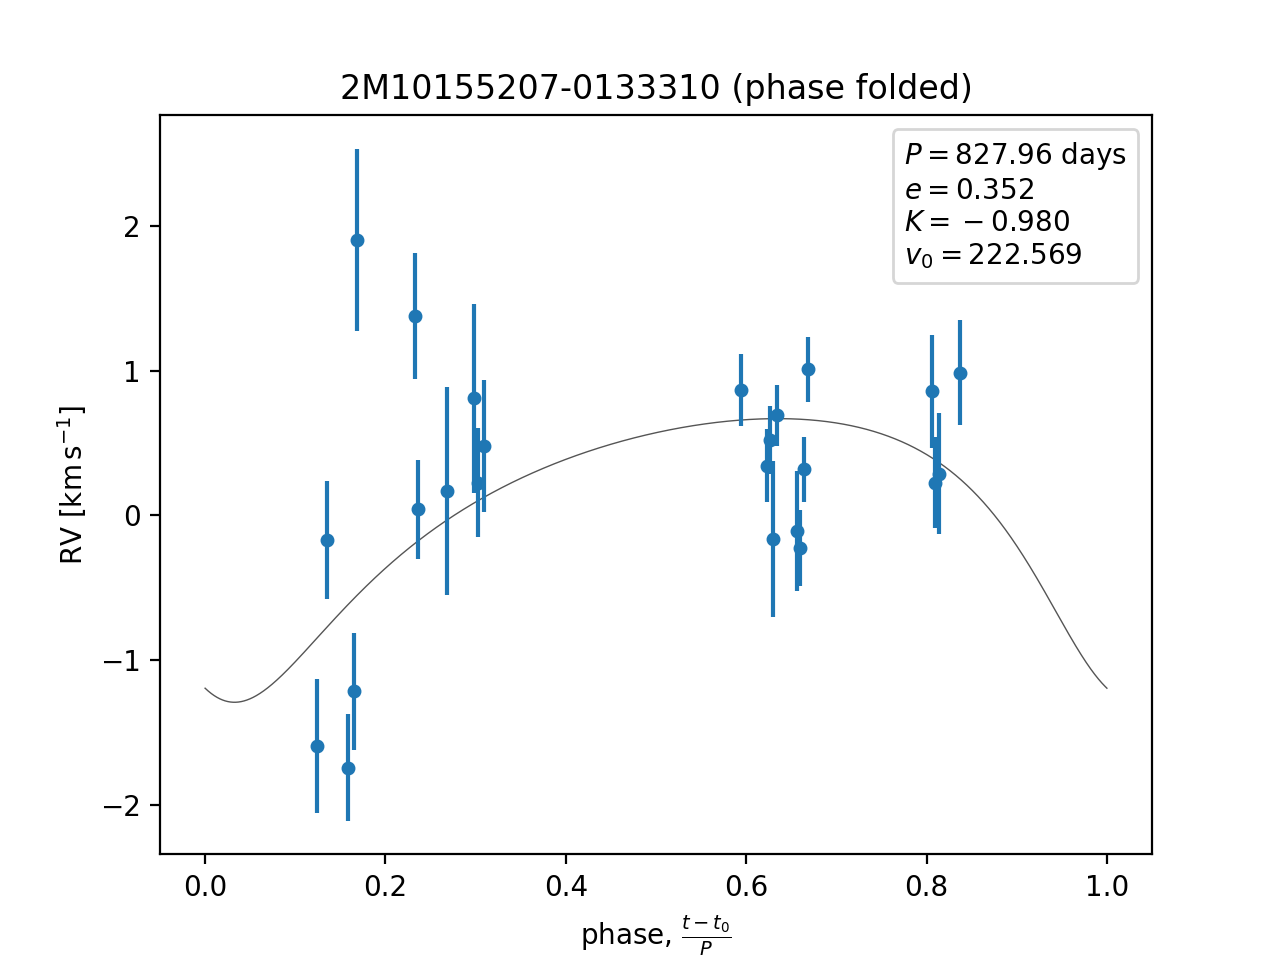 2M10155207-0133310 (phase folded)
P = 827.96 days
e = 0.352
K = −0.980
v₀ = 222.569
2
1
0
−1
−2
RV [km s⁻¹]
0.0 0.2 0.4 0.6 0.8 1.0
phase, (t − t₀)/P